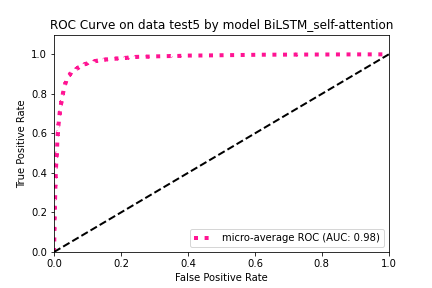 ROC Curve on data test5 by model BiLSTM_self-attention
True Positive Rate
1.0
0.8
0.6
0.4
0.2
0.0
micro-average ROC (AUC: 0.98)
0.0 0.2 0.4 0.6 0.8 1.0
False Positive Rate